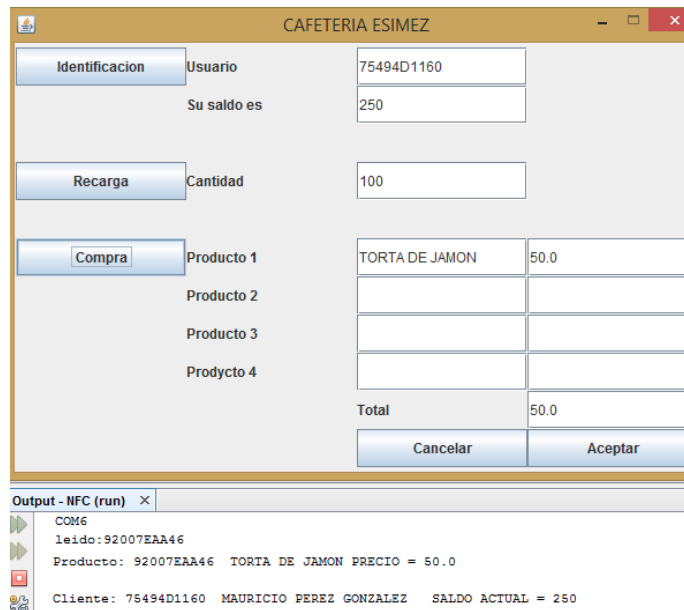 CAFETERIA ESIMEZ
Identificacion Usuario 75494D1160
Su saldo es 250
Recarga Cantidad 100
Compra Producto 1 TORTA DE JAMON 50.0
Producto 2
Producto 3
Prodycto 4
Total 50.0
Cancelar Aceptar
Output - NFC (run) ×
COM6
leido:92007EAA46
Producto: 92007EAA46 TORTA DE JAMON PRECIO = 50.0
Cliente: 75494D1160 MAURICIO PEREZ GONZALEZ SALDO ACTUAL = 250